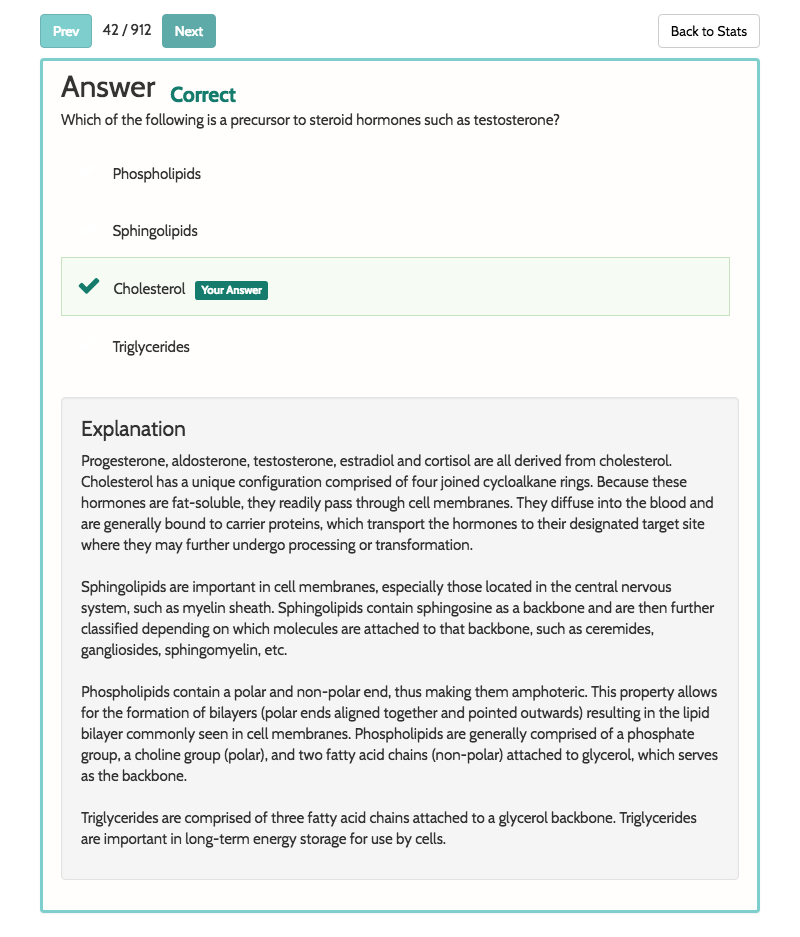 Prev 42 / 912 Next Back to Stats
Answer Correct
Which of the following is a precursor to steroid hormones such as testosterone?
Phospholipids
Sphingolipids
Cholesterol Your Answer
Triglycerides
Explanation
Progesterone, aldosterone, testosterone, estradiol and cortisol are all derived from cholesterol.
Cholesterol has a unique configuration comprised of four joined cycloalkane rings. Because these
hormones are fat-soluble, they readily pass through cell membranes. They diffuse into the blood and
are generally bound to carrier proteins, which transport the hormones to their designated target site
where they may further undergo processing or transformation.
Sphingolipids are important in cell membranes, especially those located in the central nervous
system, such as myelin sheath. Sphingolipids contain sphingosine as a backbone and are then further
classified depending on which molecules are attached to that backbone, such as ceremides,
gangliosides, sphingomyelin, etc.
Phospholipids contain a polar and non-polar end, thus making them amphoteric. This property allows
for the formation of bilayers (polar ends aligned together and pointed outwards) resulting in the lipid
bilayer commonly seen in cell membranes. Phospholipids are generally comprised of a phosphate
group, a choline group (polar), and two fatty acid chains (non-polar) attached to glycerol, which serves
as the backbone.
Triglycerides are comprised of three fatty acid chains attached to a glycerol backbone. Triglycerides
are important in long-term energy storage for use by cells.